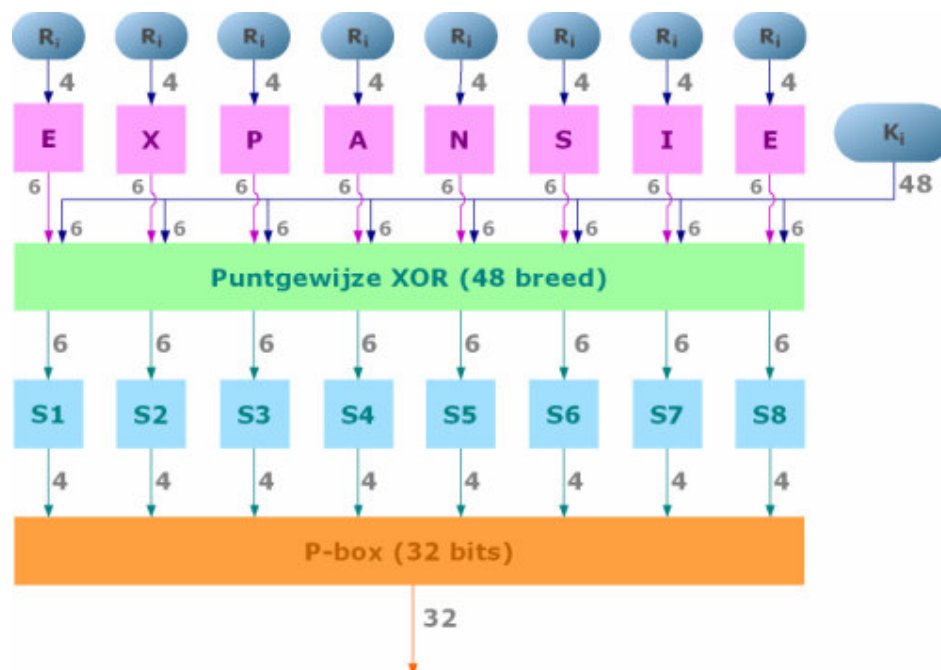 Ri Ri Ri Ri Ri Ri Ri Ri
4 4 4 4 4 4 4 4
E X P A N S I E Ki
6 6 6 6 6 6 6 6 48
6 6 6 6 6 6 6 6
Puntgewijze XOR (48 breed)
6 6 6 6 6 6 6 6
S1 S2 S3 S4 S5 S6 S7 S8
4 4 4 4 4 4 4 4
P-box (32 bits)
32